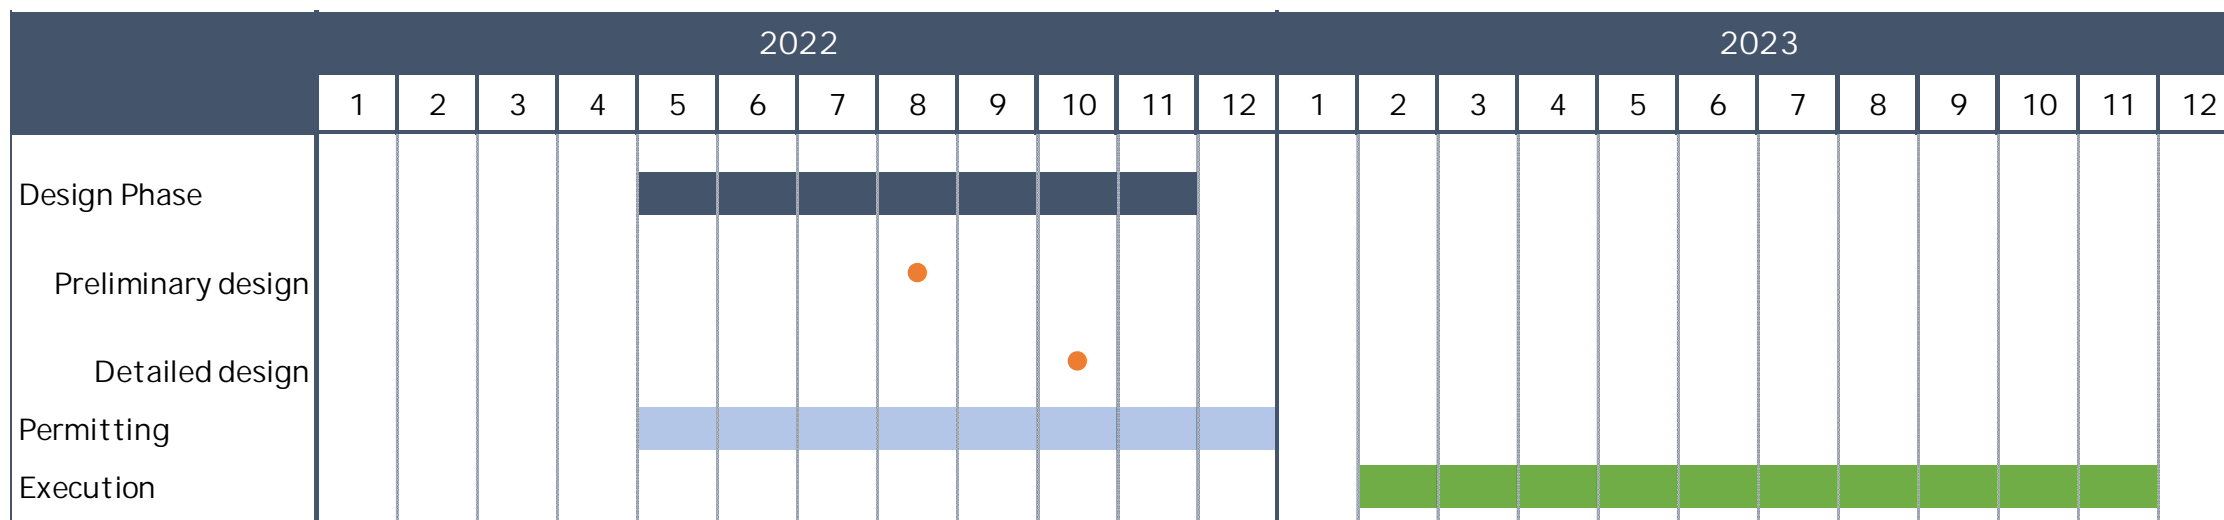 2022 2023
1 2 3 4 5 6 7 8 9 10 11 12 1 2 3 4 5 6 7 8 9 10 11 12
Design Phase
Preliminary design
Detailed design
Permitting
Execution